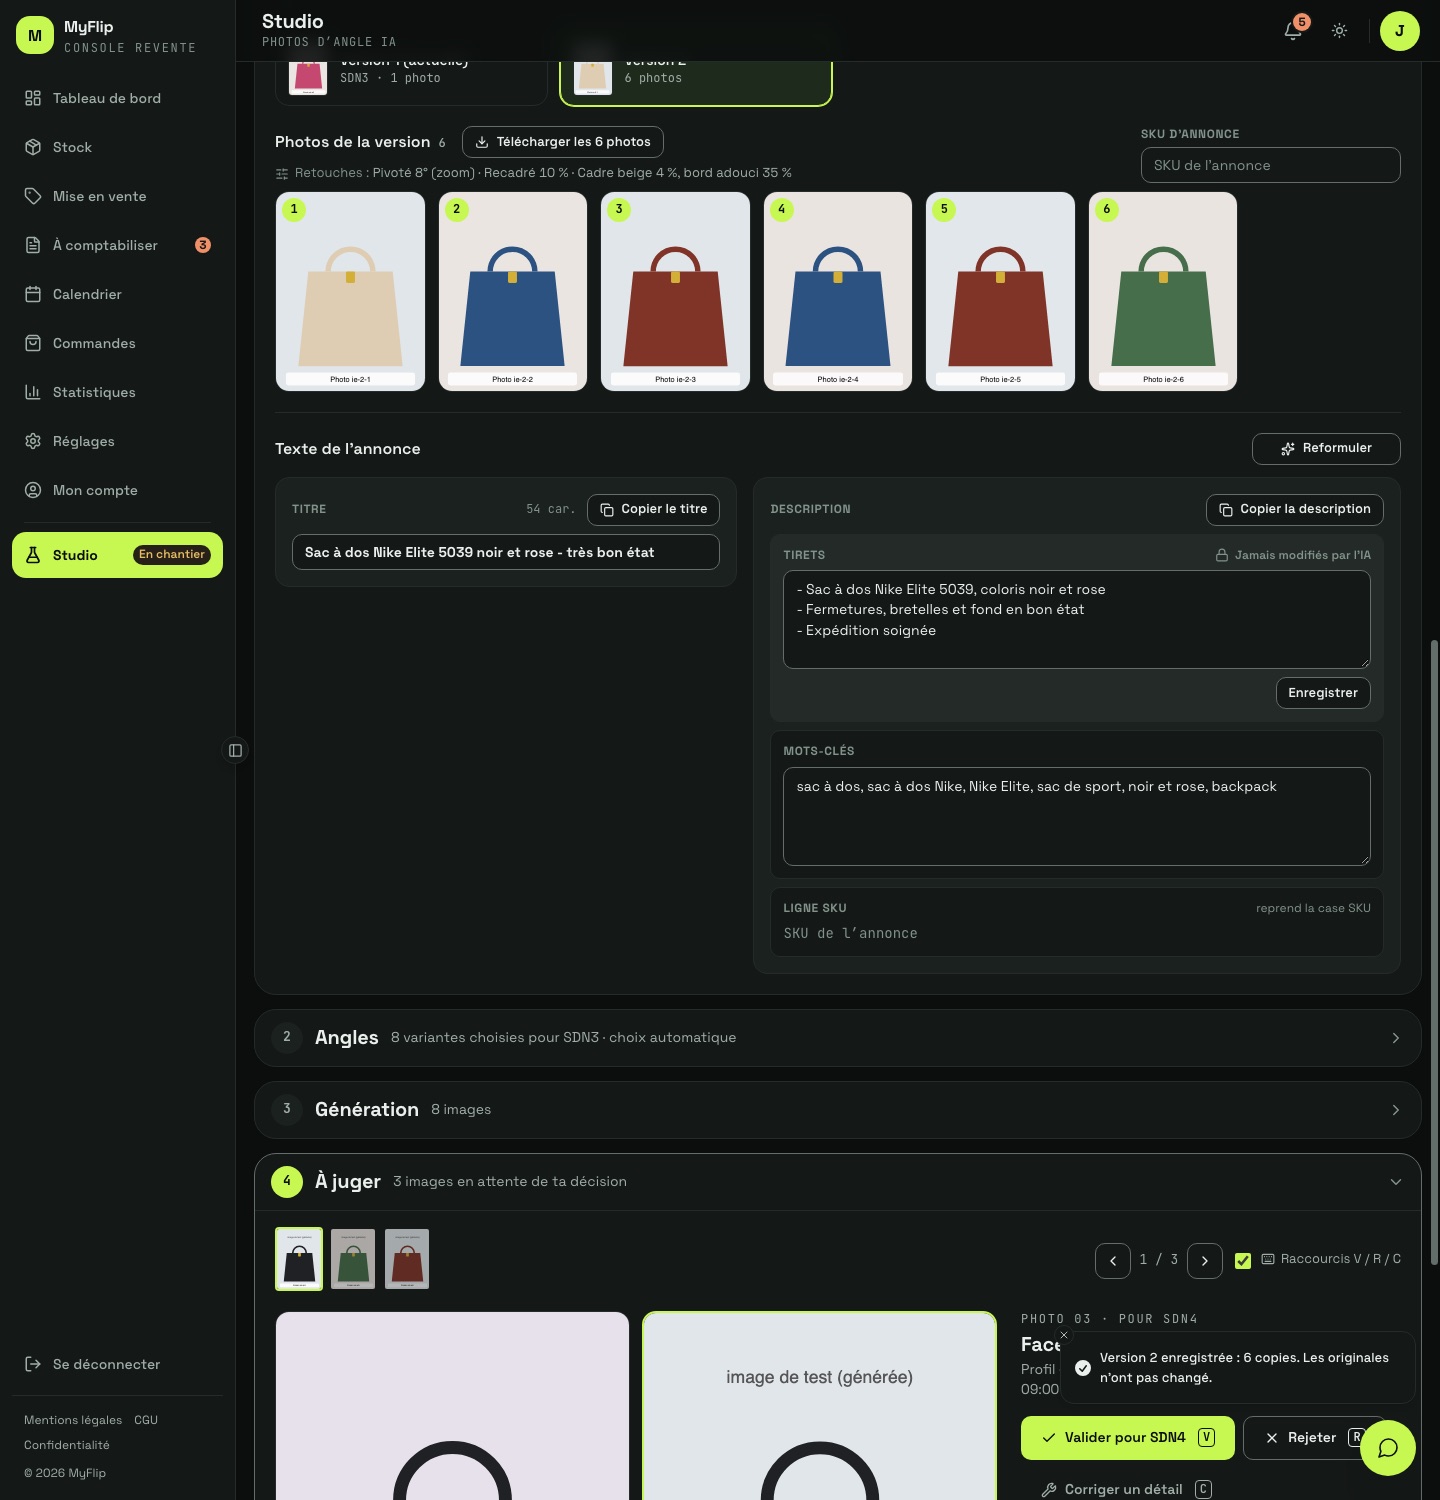 M
MyFlip
CONSOLE REVENTE
Tableau de bord
Stock
Mise en vente
À comptabiliser 3
Calendrier
Commandes
Statistiques
Réglages
Mon compte
Studio En chantier
Se déconnecter
Mentions légales CGU
Confidentialité
© 2026 MyFlip
Studio
PHOTOS D'ANGLE IA
5
J
SDN3 · 1 photo
Version 2
6 photos
Photos de la version 6
Télécharger les 6 photos
SKU D'ANNONCE
SKU de l'annonce
Retouches : Pivoté 8° (zoom) · Recadré 10 % · Cadre beige 4 %, bord adouci 35 %
1 2 3 4 5 6
Photo ie-2-1 Photo ie-2-2 Photo ie-2-3 Photo ie-2-4 Photo ie-2-5 Photo ie-2-6
Texte de l'annonce
Reformuler
TITRE 54 car. Copier le titre
Sac à dos Nike Elite 5039 noir et rose - très bon état
DESCRIPTION Copier la description
TIRETS Jamais modifiés par l'IA
- Sac à dos Nike Elite 5039, coloris noir et rose
- Fermetures, bretelles et fond en bon état
- Expédition soignée
Enregistrer
MOTS-CLÉS
sac à dos, sac à dos Nike, Nike Elite, sac de sport, noir et rose, backpack
LIGNE SKU reprend la case SKU
SKU de l'annonce
2 Angles 8 variantes choisies pour SDN3 · choix automatique
3 Génération 8 images
4 À juger 3 images en attente de ta décision
1 / 3
Raccourcis V / R / C
image de test (générée)
PHOTO 03 · POUR SDN4
Face
Profil
09:00
Version 2 enregistrée : 6 copies. Les originales
n'ont pas changé.
Valider pour SDN4 V
Rejeter R
Corriger un détail C